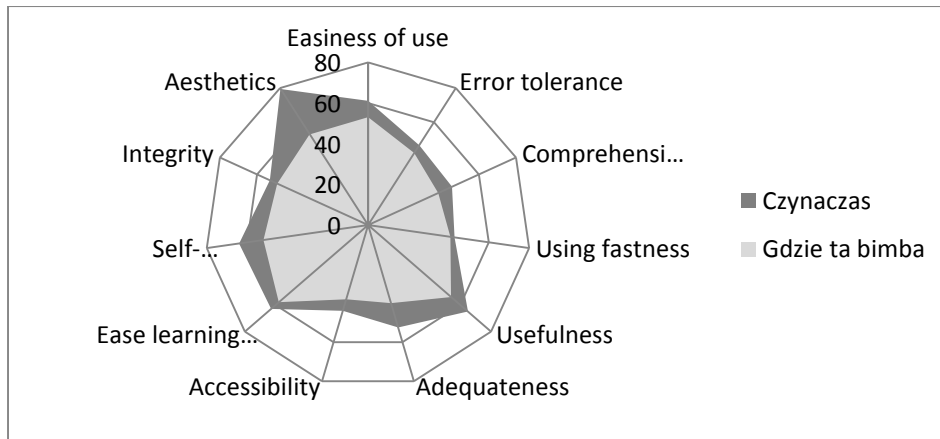 Easiness of use
Error tolerance
Comprehensi...
Using fastness
Usefulness
Adequateness
Accessibility
Ease learning...
Self-...
Integrity
Aesthetics
80
60
40
20
0
Czynaczas
Gdzie ta bimba